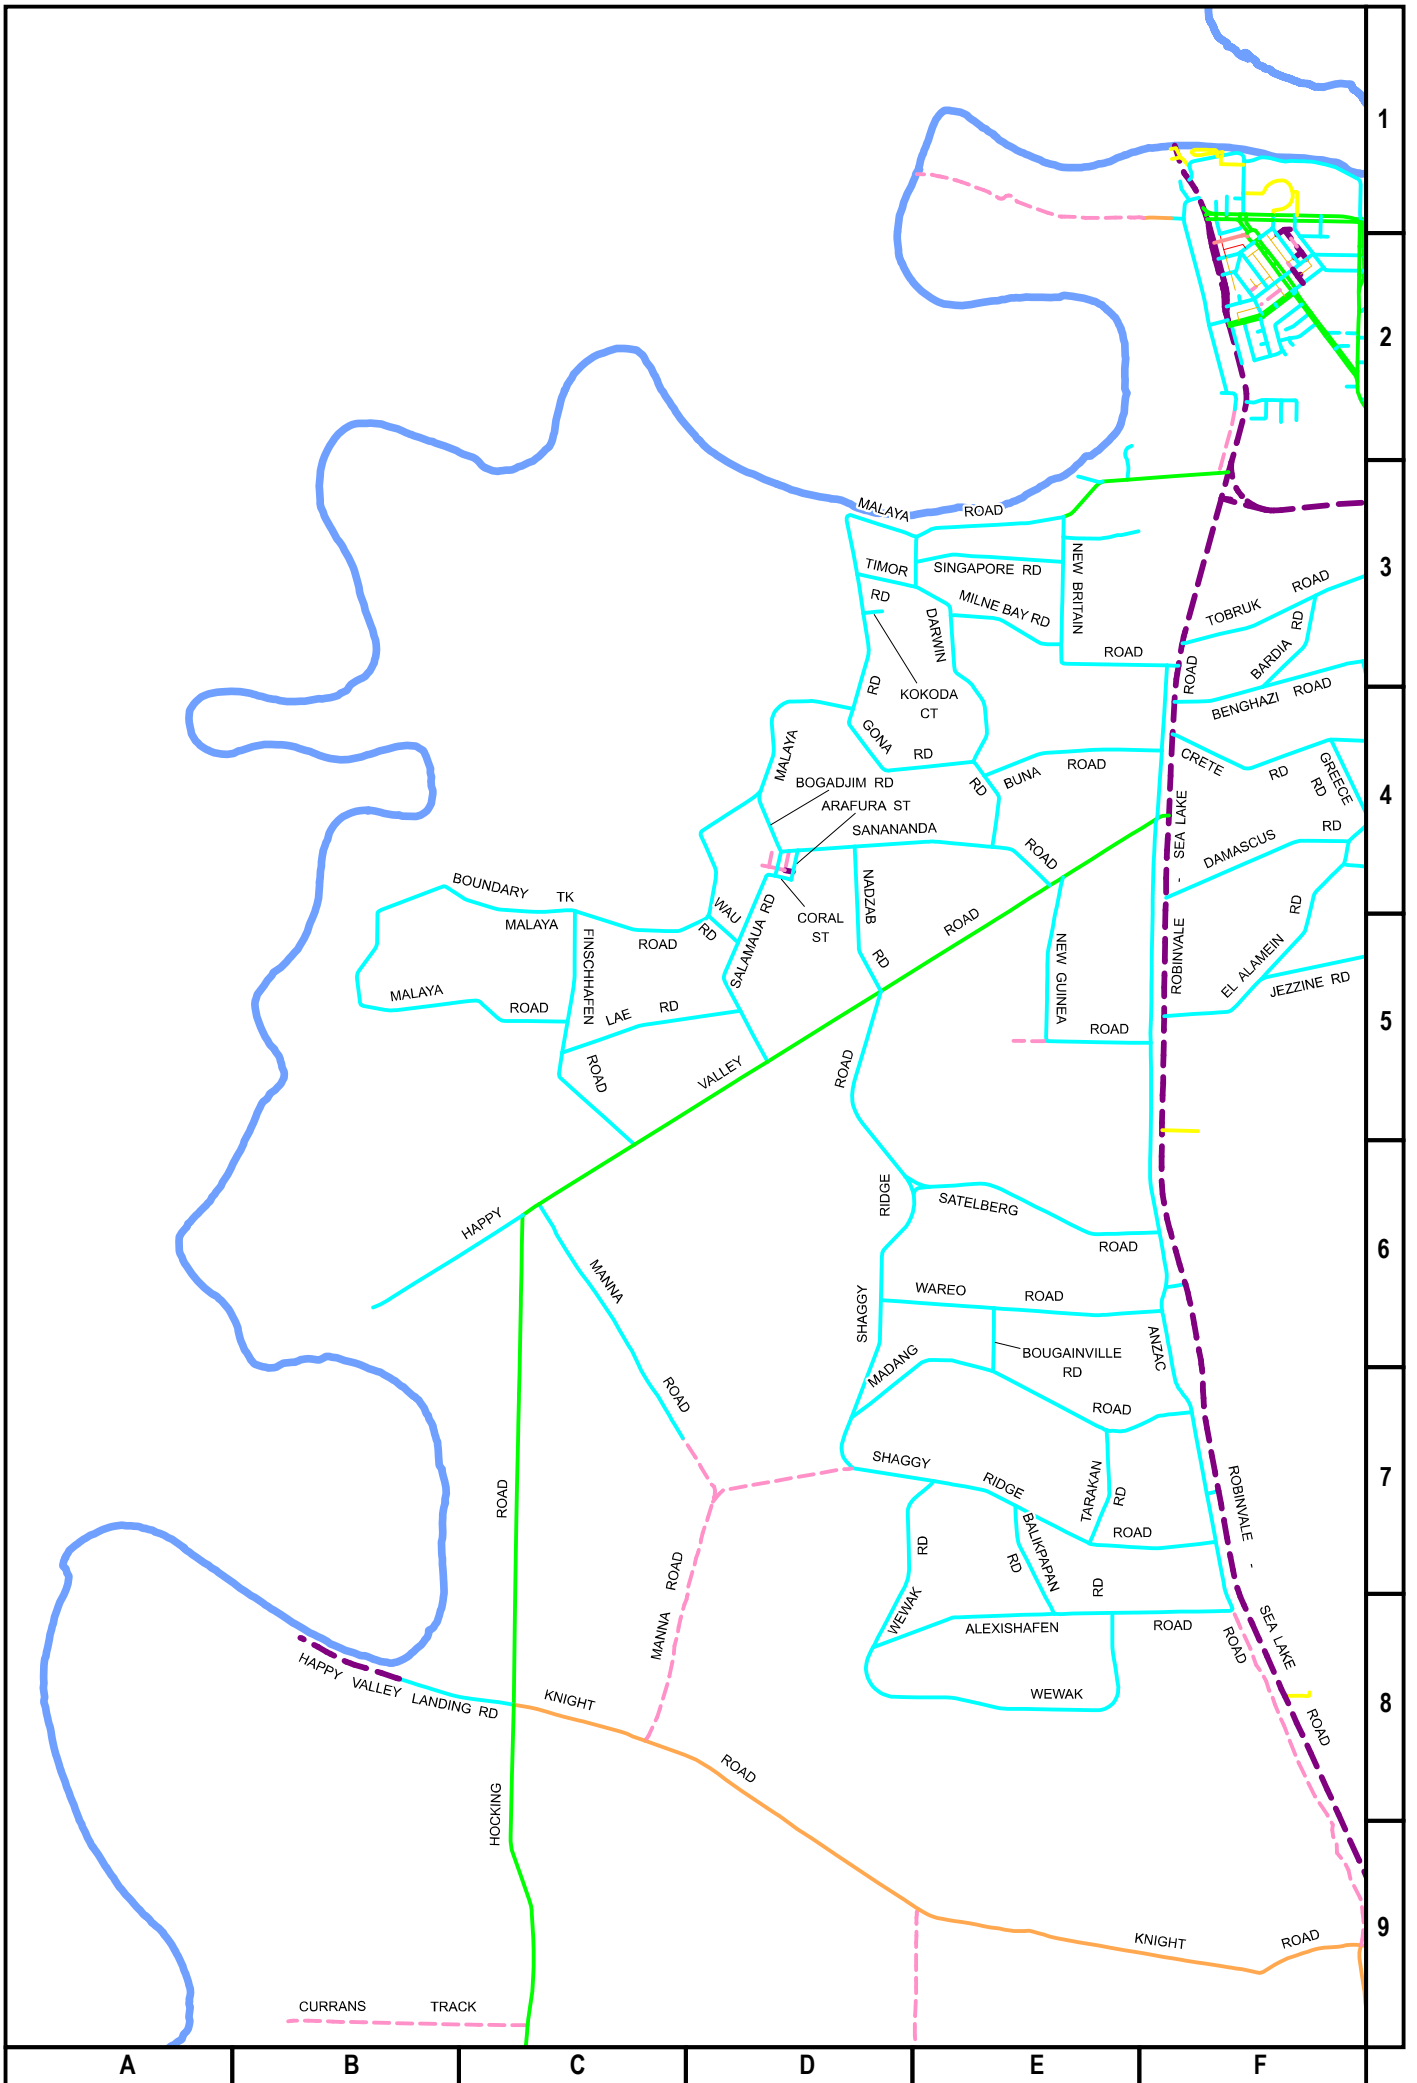 1
2
MALAYA ROAD
3
TIMOR
RD
SINGAPORE RD
NEW BRITAIN
ROAD
MILNE BAY RD
DARWIN
TOBRUK ROAD
BARDIA RD
ROAD
KOKODA
CT
RD
BENGHAZI ROAD
GONA RD
MALAYA
RD
BUNA ROAD
CRETE RD
GREECE
RD
4
BOGADJIM RD
ARAFURA ST
SANANANDA
ROAD
SEA LAKE
-
ROBINVALE
DAMASCUS RD
BOUNDARY TK
MALAYA
ROAD
WAU
RD
SALAMAUA RD
CORAL
ST
NADZAB
RD
ROAD
NEW GUINEA
ROAD
RD
EL ALAMEIN
JEZZINE RD
FINSCHHAFEN
MALAYA ROAD
LAE RD
5
ROAD
VALLEY
ROAD
RIDGE
SATELBERG
ROAD
HAPPY
6
MANNA
ROAD
WAREO ROAD
SHAGGY
ANZAC
BOUGAINVILLE
RD
MADANG
ROAD
SHAGGY
RIDGE
ROAD
TARAKAN
RD
ROBINVALE
-
SEA LAKE
ROAD
7
ROAD
RD
WEWAK
BALIKPAPAN
RD
RD
MANNA ROAD
ALEXISHAFEN ROAD
ROAD
WEWAK
HAPPY VALLEY LANDING RD
KNIGHT
ROAD
8
HOCKING
KNIGHT ROAD
9
CURRANS TRACK
A B C D E F